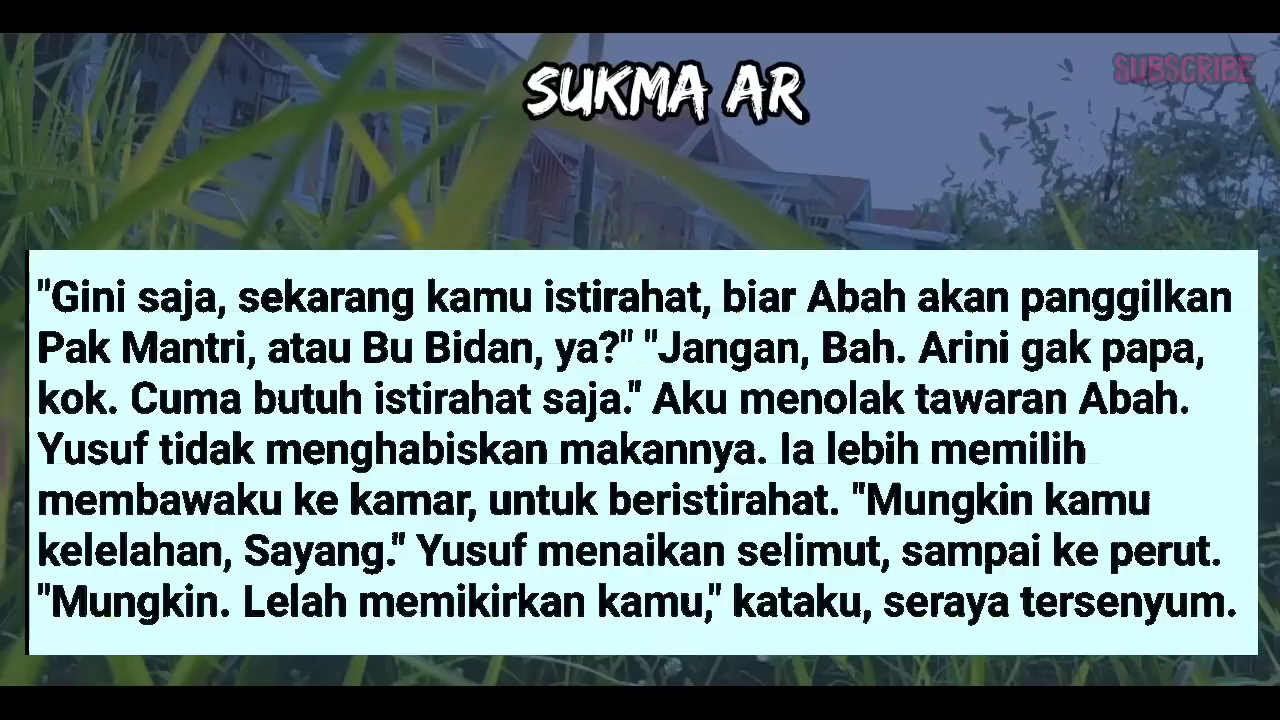 SUKMA AR
SUBSCRIBE
"Gini saja, sekarang kamu istirahat, biar Abah akan panggilkan
Pak Mantri, atau Bu Bidan, ya?" "Jangan, Bah. Arini gak papa,
kok. Cuma butuh istirahat saja." Aku menolak tawaran Abah.
Yusuf tidak menghabiskan makannya. Ia lebih memilih
membawaku ke kamar, untuk beristirahat. "Mungkin kamu
kelelahan, Sayang." Yusuf menaikan selimut, sampai ke perut.
"Mungkin. Lelah memikirkan kamu," kataku, seraya tersenyum.